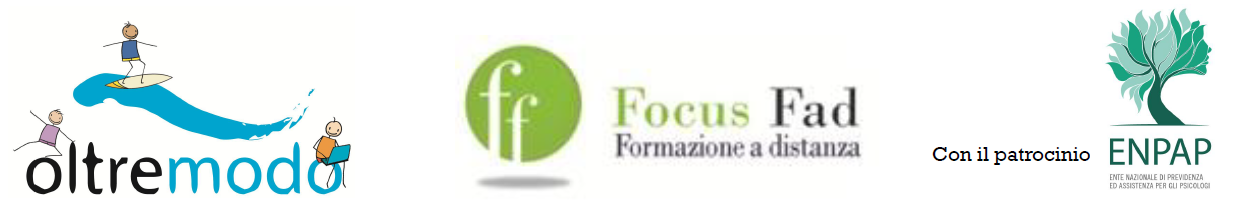 oltremodo
ff
Focus Fad
Formazione a distanza
Con il patrocinio
ENPAP
ENTE NAZIONALE DI PREVIDENZA
ED ASSISTENZA PER GLI PSICOLOGI